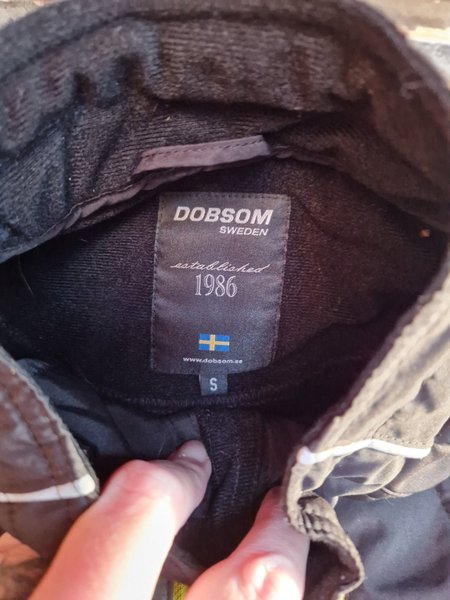 DOBSOM
SWEDEN
established
1986
www.dobsom.se
S